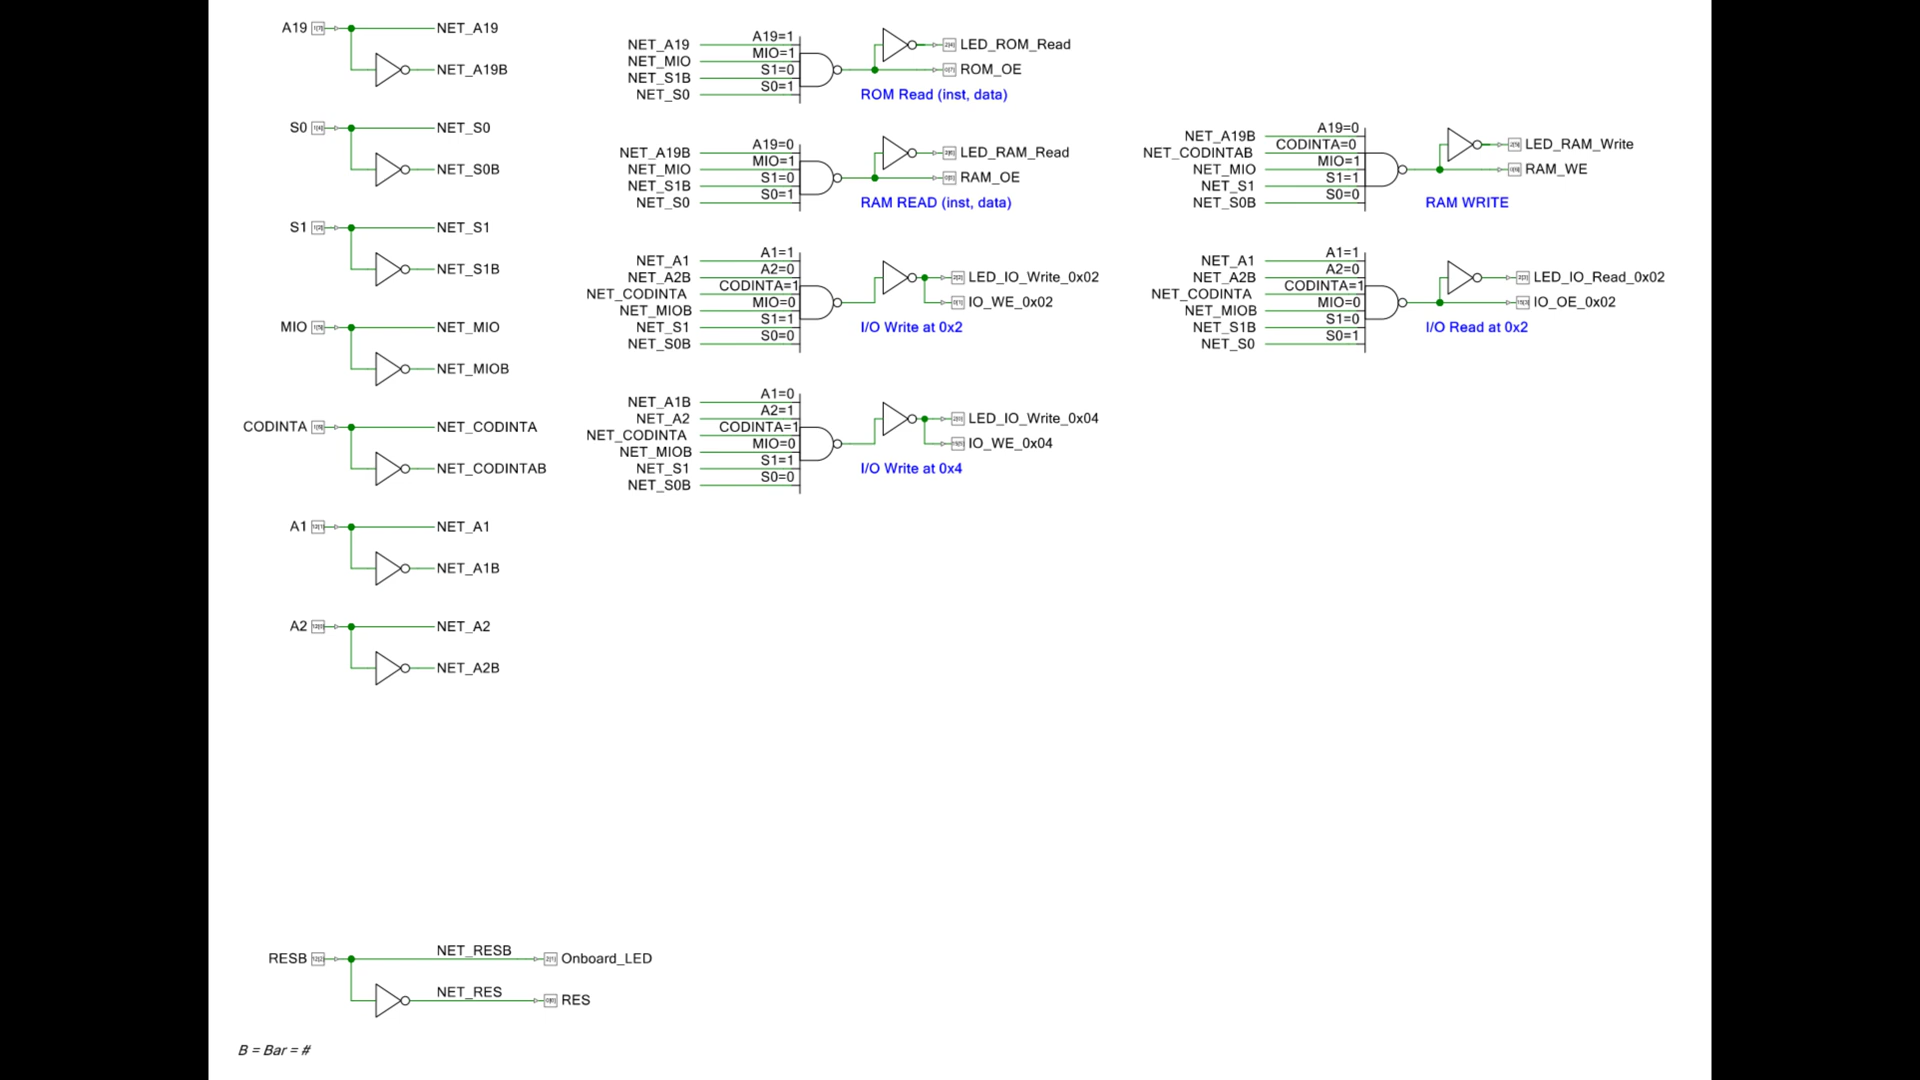 A19
NET_A19
NET_A19B
S0
NET_S0
NET_S0B
S1
NET_S1
NET_S1B
MIO
NET_MIO
NET_MIOB
CODINTA
NET_CODINTA
NET_CODINTAB
A1
NET_A1
NET_A1B
A2
NET_A2
NET_A2B
NET_A19 A19=1
NET_MIO MIO=1
NET_S1B S1=0
NET_S0 S0=1
LED_ROM_Read
ROM_OE
ROM Read (inst, data)
NET_A19B A19=0
NET_MIO MIO=1
NET_S1B S1=0
NET_S0 S0=1
LED_RAM_Read
RAM_OE
RAM READ (inst, data)
NET_A19B A19=0
NET_CODINTAB CODINTA=0
NET_MIO MIO=1
NET_S1 S1=1
NET_S0B S0=0
LED_RAM_Write
RAM_WE
RAM WRITE
NET_A1 A1=1
NET_A2B A2=0
NET_CODINTA CODINTA=1
NET_MIOB MIO=0
NET_S1 S1=1
NET_S0B S0=0
LED_IO_Write_0x02
IO_WE_0x02
I/O Write at 0x2
NET_A1 A1=1
NET_A2B A2=0
NET_CODINTA CODINTA=1
NET_MIOB MIO=0
NET_S1B S1=0
NET_S0 S0=1
LED_IO_Read_0x02
IO_OE_0x02
I/O Read at 0x2
NET_A1B A1=0
NET_A2 A2=1
NET_CODINTA CODINTA=1
NET_MIOB MIO=0
NET_S1 S1=1
NET_S0B S0=0
LED_IO_Write_0x04
IO_WE_0x04
I/O Write at 0x4
RESB
NET_RESB
Onboard_LED
NET_RES
RES
B = Bar = #